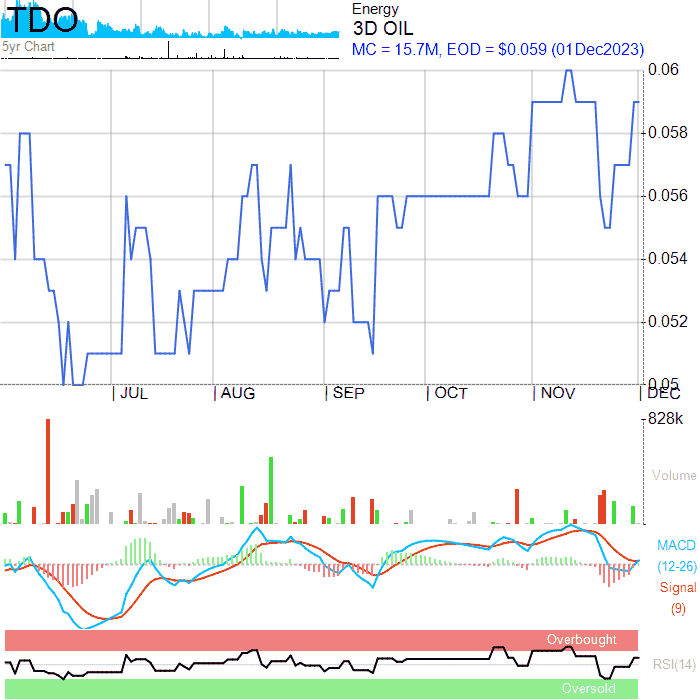 TDO
Energy
3D OIL
MC = 15.7M, EOD = $0.059 (01Dec2023)
5yr Chart
0.06
0.058
0.056
0.054
0.052
0.05
JUL
AUG
SEP
OCT
NOV
DEC
828k
Volume
MACD
(12-26)
Signal
(9)
Overbought
RSI(14)
Oversold